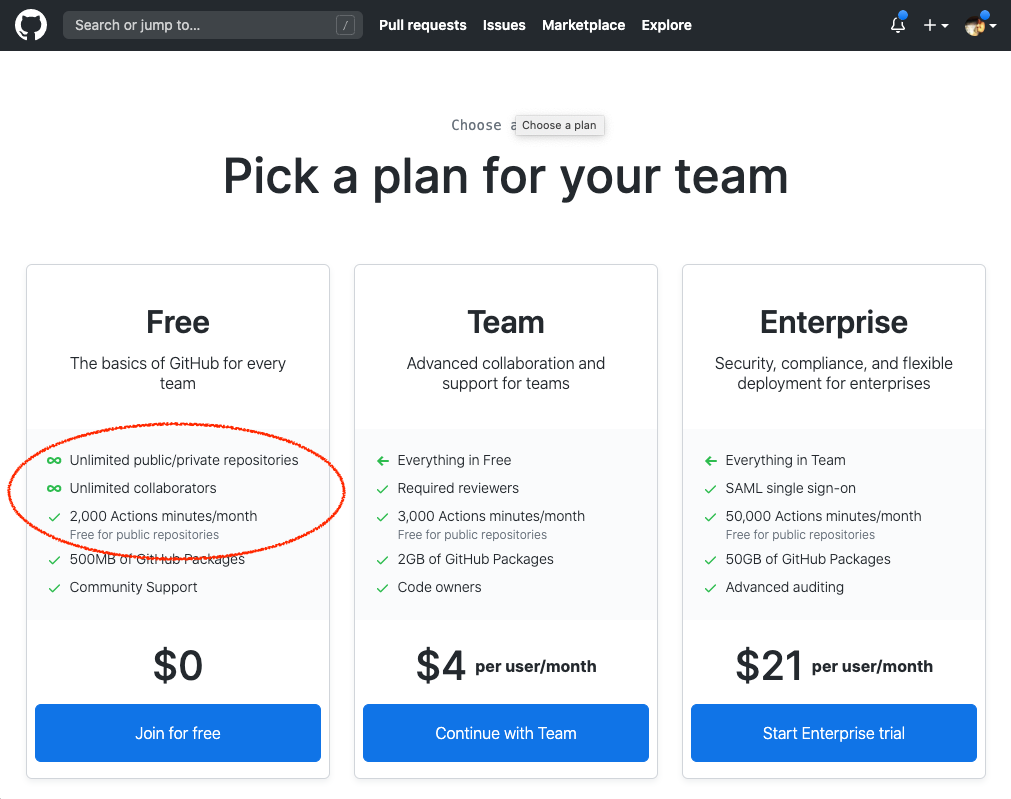 Search or jump to... /
Pull requests Issues Marketplace Explore
Choose a
Choose a plan
Pick a plan for your team
Free
The basics of GitHub for every
team
Unlimited public/private repositories
Unlimited collaborators
2,000 Actions minutes/month
Free for public repositories
500MB of GitHub Packages
Community Support
$0
Join for free
Team
Advanced collaboration and
support for teams
Everything in Free
Required reviewers
3,000 Actions minutes/month
Free for public repositories
2GB of GitHub Packages
Code owners
$4 per user/month
Continue with Team
Enterprise
Security, compliance, and flexible
deployment for enterprises
Everything in Team
SAML single sign-on
50,000 Actions minutes/month
Free for public repositories
50GB of GitHub Packages
Advanced auditing
$21 per user/month
Start Enterprise trial